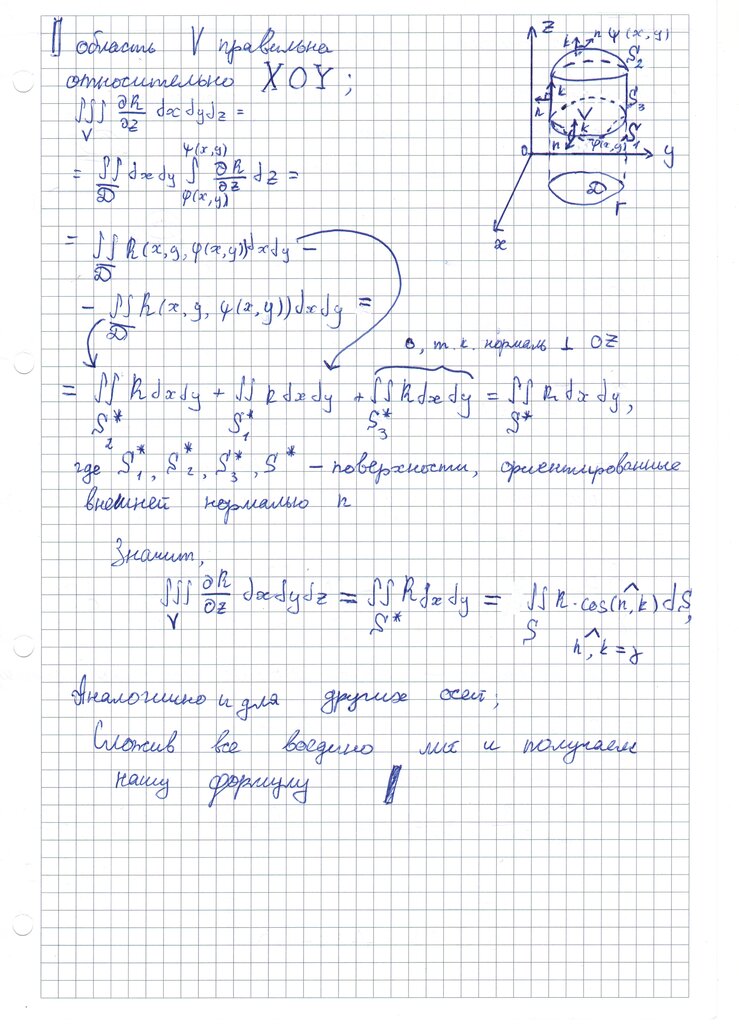 область V правильна
относительно XOY;
∭_V ∂R/∂z dxdydz =
= ∬_D dxdy ∫_{φ(x,y)}^{ψ(x,y)} ∂R/∂z dz =
= ∬_D R(x,y,φ(x,y))dxdy −
− ∬_D R(x,y,ψ(x,y))dxdy =
0, т.к. нормаль ⊥ OZ
= ∬_{S₂*} Rdxdy + ∬_{S₁*} Rdxdy + ∬_{S₃*} Rdxdy = ∬_{S*} Rdxdy,
где S₁*, S₂*, S₃*, S* – поверхности, ориентированные
внешней нормалью n
Значит,
∭_V ∂R/∂z dxdydz = ∬_{S*} Rdxdy = ∬_S R·cos(n,^k)dS,
n,^k = γ
Аналогично и для других осей;
Сложив все воедино мы и получаем
нашу формулу
z
k
n
ψ(x,y)
S₂
k
S₃
n
V
k
S₁
n
φ(x,y)
0
y
D
Г
x